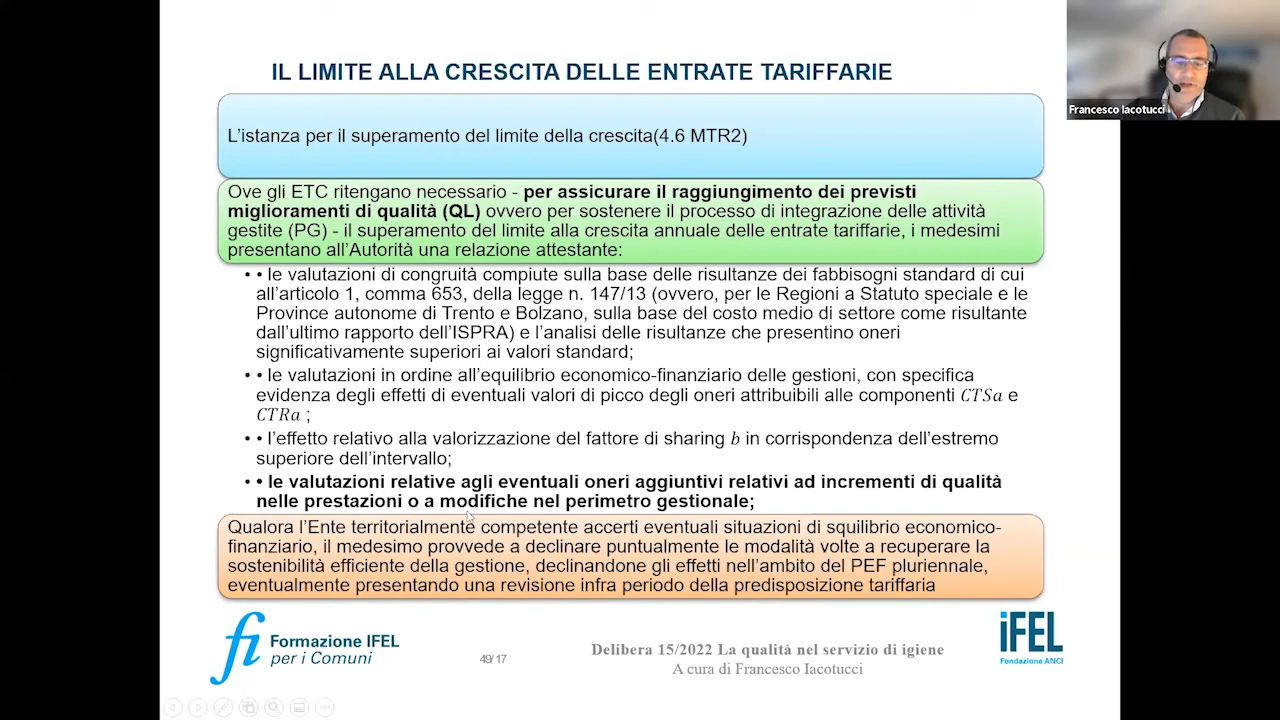 IL LIMITE ALLA CRESCITA DELLE ENTRATE TARIFFARIE
Francesco Iacotucci
L’istanza per il superamento del limite della crescita(4.6 MTR2)
Ove gli ETC ritengano necessario - per assicurare il raggiungimento dei previsti
miglioramenti di qualità (QL) ovvero per sostenere il processo di integrazione delle attività
gestite (PG) - il superamento del limite alla crescita annuale delle entrate tariffarie, i medesimi
presentano all’Autorità una relazione attestante:
• • le valutazioni di congruità compiute sulla base delle risultanze dei fabbisogni standard di cui
all’articolo 1, comma 653, della legge n. 147/13 (ovvero, per le Regioni a Statuto speciale e le
Province autonome di Trento e Bolzano, sulla base del costo medio di settore come risultante
dall’ultimo rapporto dell’ISPRA) e l’analisi delle risultanze che presentino oneri
significativamente superiori ai valori standard;
• • le valutazioni in ordine all’equilibrio economico-finanziario delle gestioni, con specifica
evidenza degli effetti di eventuali valori di picco degli oneri attribuibili alle componenti 𝐶𝑇𝑆𝑎 e
𝐶𝑇𝑅𝑎 ;
• • l’effetto relativo alla valorizzazione del fattore di sharing 𝑏 in corrispondenza dell’estremo
superiore dell’intervallo;
• • le valutazioni relative agli eventuali oneri aggiuntivi relativi ad incrementi di qualità
nelle prestazioni o a modifiche nel perimetro gestionale;
Qualora l’Ente territorialmente competente accerti eventuali situazioni di squilibrio economico-
finanziario, il medesimo provvede a declinare puntualmente le modalità volte a recuperare la
sostenibilità efficiente della gestione, declinandone gli effetti nell’ambito del PEF pluriennale,
eventualmente presentando una revisione infra periodo della predisposizione tariffaria
fi Formazione IFEL
per i Comuni
49/17
Delibera 15/2022 La qualità nel servizio di igiene
A cura di Francesco Iacotucci
iFEL
Fondazione ANCI